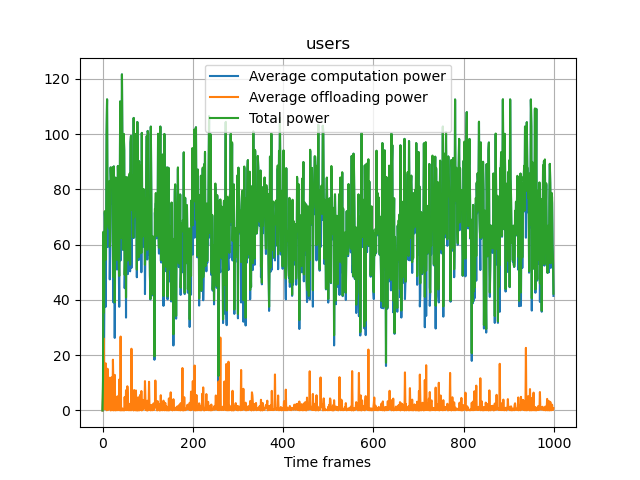 users
Average computation power
Average offloading power
Total power
120
100
80
60
40
20
0
0 200 400 600 800 1000
Time frames